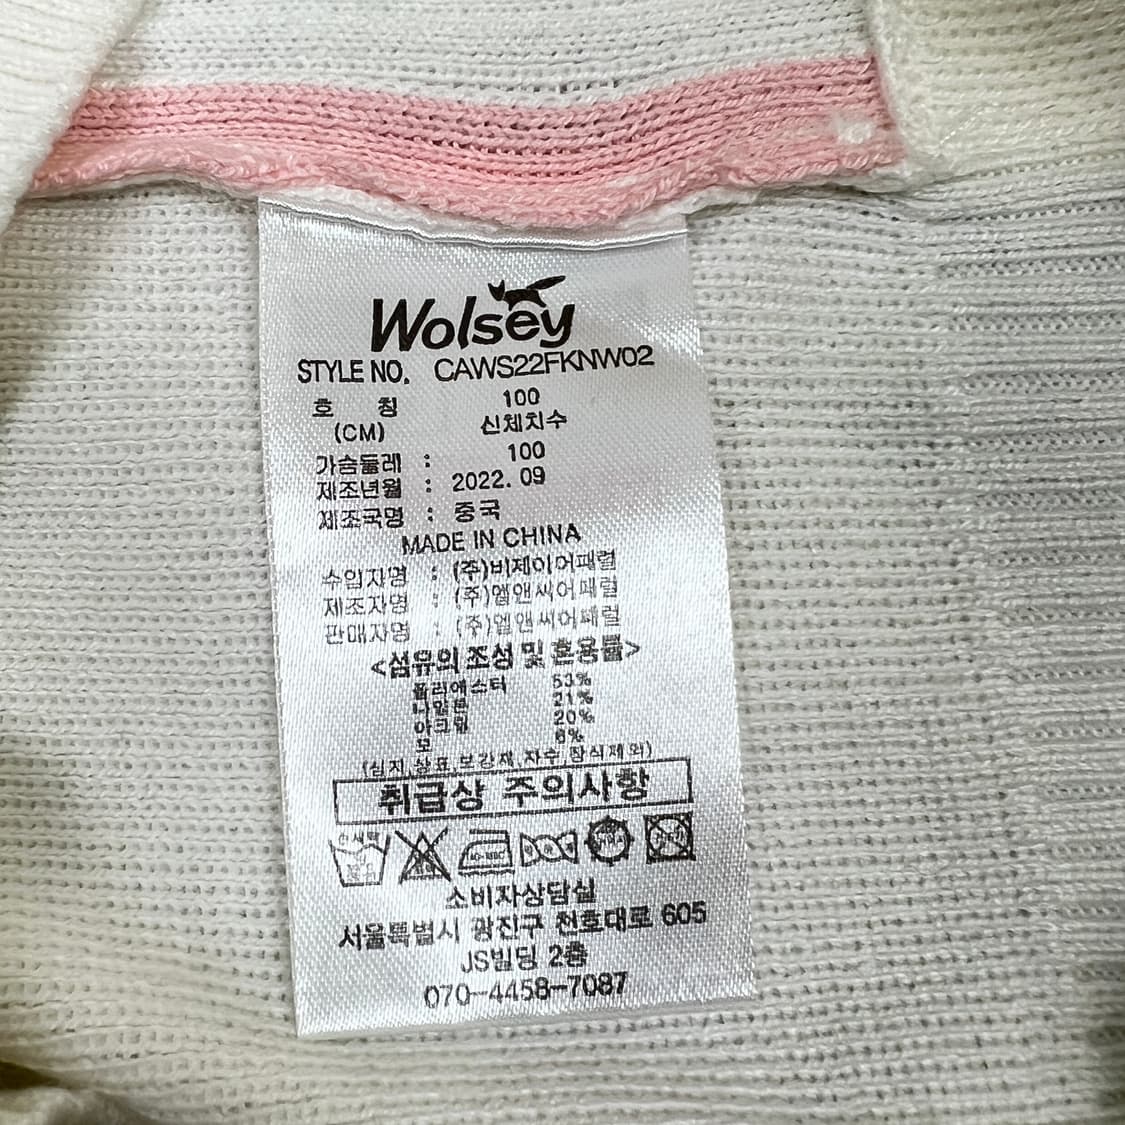 Wolsey
STYLE NO. CAWS22FKNW02
호 칭 100
(CM) 신체치수
가슴둘레 : 100
제조년월 : 2022. 09
제조국명 : 중국
MADE IN CHINA
수입자명 : (주)비제이어패럴
제조자명 : (주)엠앤씨어패럴
판매자명 : (주)엠앤씨어패럴
<섬유의 조성 및 혼용률>
폴리에스터 53%
나일론 21%
아크릴 20%
모 6%
(심지,상표,보강재,자수,장식제외)
취급상 주의사항
손세탁
소비자상담실
서울특별시 광진구 천호대로 605
JS빌딩 2층
070-4458-7087